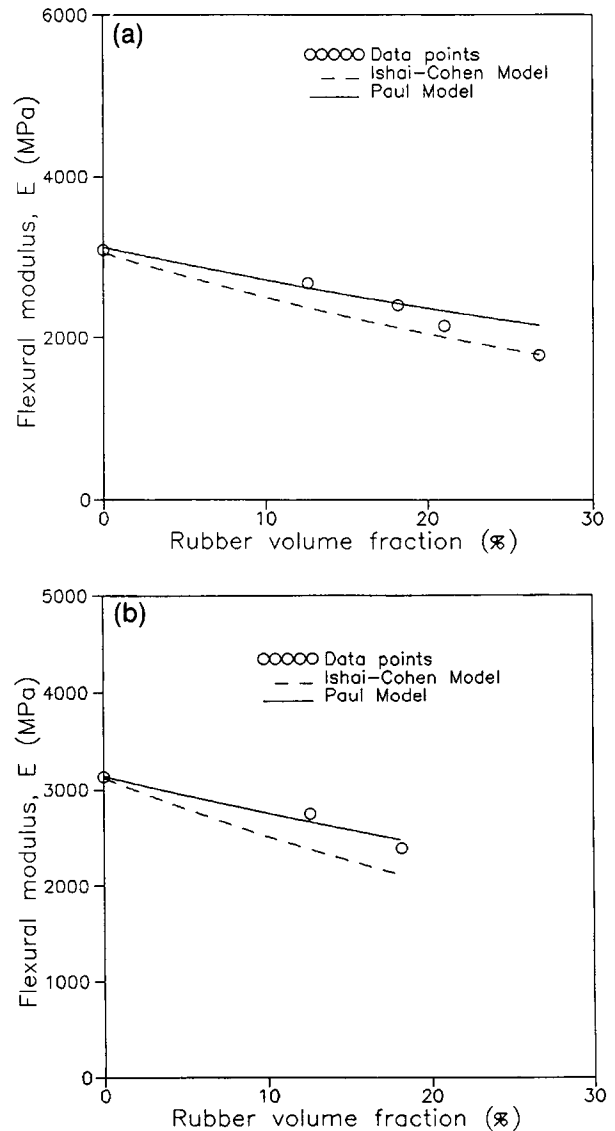 (a)
6000
4000
2000
0
Flexural modulus, E (MPa)
Data points
Ishai-Cohen Model
Paul Model
0
10
20
30
Rubber volume fraction (%)
(b)
5000
4000
3000
2000
1000
0
Flexural modulus, E (MPa)
Data points
Ishai-Cohen Model
Paul Model
0
10
20
30
Rubber volume fraction (%)